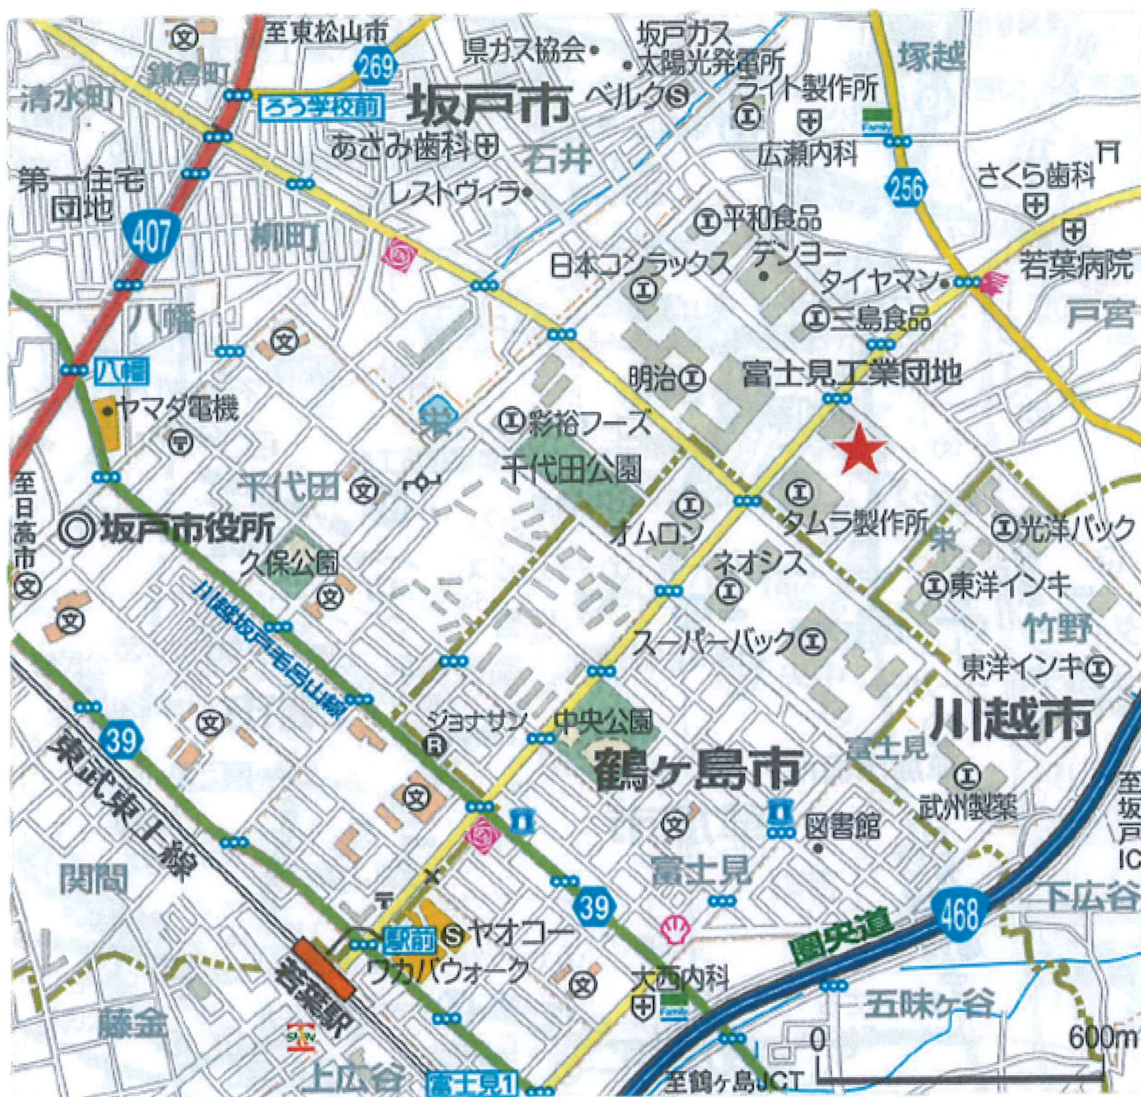 至東松山市
269
県ガス協会
坂戸ガス
太陽光発電所
塚越
鎌倉町
清水町
ろう学校前
坂戸市
ベルクⓈ
ライト製作所
Family
あさみ歯科
石井
広瀬内科
第一住宅
団地
レストヴィラ
256
さくら歯科
407
柳町
平和食品
日本コンラックス
デンヨー
タイヤマン
若葉病院
八幡
三島食品
戸宮
八幡
明治
富士見工業団地
ヤマダ電機
栄
彩裕フーズ
千代田公園
至日高市
千代田
坂戸市役所
オムロン
タムラ製作所
光洋パック
栄
久保公園
ネオシス
東洋インキ
川越坂戸毛呂山線
スーパーバック
竹野
東洋インキ
39
ジョナサン
中央公園
川越市
東武東上線
鶴ヶ島市
富士見
武州製薬
至坂戸IC
図書館
関間
富士見
39
468
下広谷
駅前
Ⓢヤオコー
圏央道
ワカバウォーク
若葉駅
大西内科
Family
五味ヶ谷
藤金
0
600m
上広谷
富士見1
至鶴ヶ島JCT